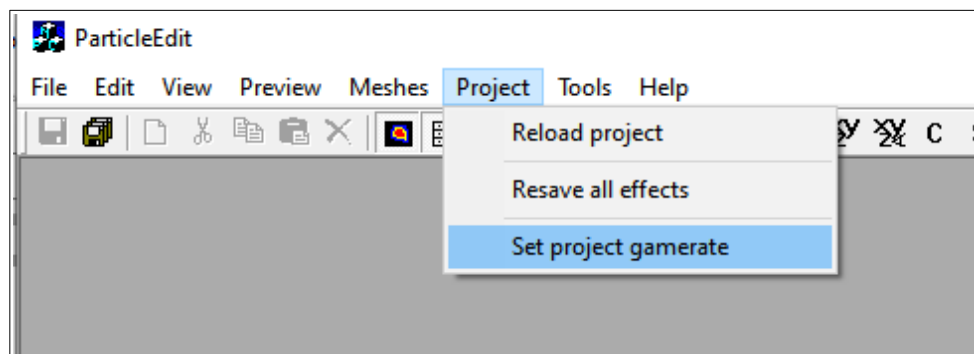 ParticleEdit
File Edit View Preview Meshes Project Tools Help
C
Reload project
Resave all effects
Set project gamerate